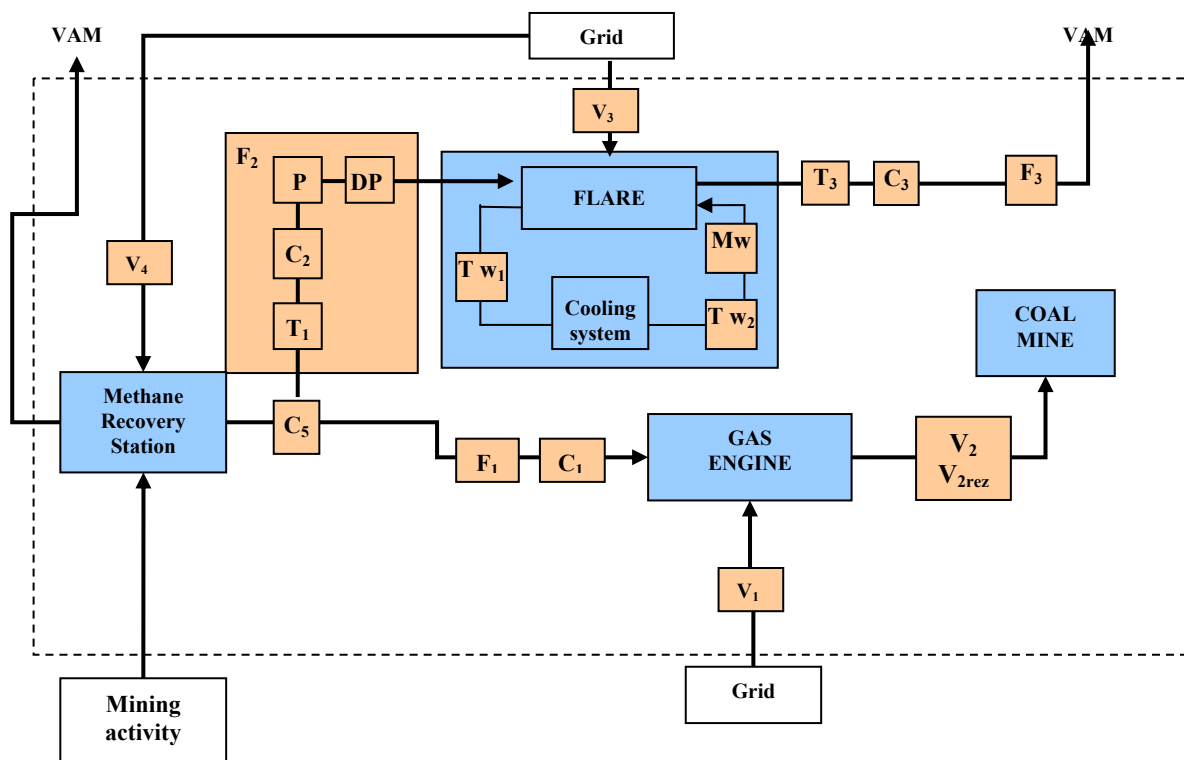 VAM
Grid
VAM
V₃
F₂
P
DP
FLARE
T₃
C₃
F₃
C₂
T w₁
Mw
V₄
T₁
Cooling
system
T w₂
COAL
MINE
Methane
Recovery
Station
C₅
F₁
C₁
GAS
ENGINE
V₂
V₂rez
V₁
Mining
activity
Grid